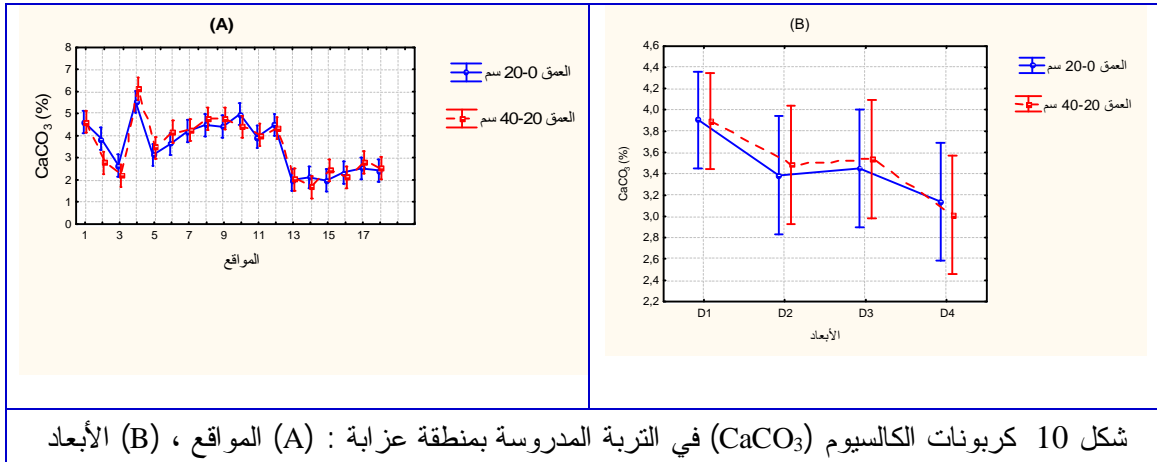 (A)
8
7
6
5
4
3
2
1
0
CaCO3 (%)
1 3 5 7 9 11 13 15 17
المواقع
العمق 0-20 سم
العمق 20-40 سم
(B)
4,6
4,4
4,2
4,0
3,8
3,6
3,4
3,2
3,0
2,8
2,6
2,4
2,2
CaCO3 (%)
D1 D2 D3 D4
الأبعاد
العمق 0-20 سم
العمق 20-40 سم
شكل 10 كربونات الكالسيوم (CaCO3) في التربة المدروسة بمنطقة عزابة : (A) المواقع ، (B) الأبعاد